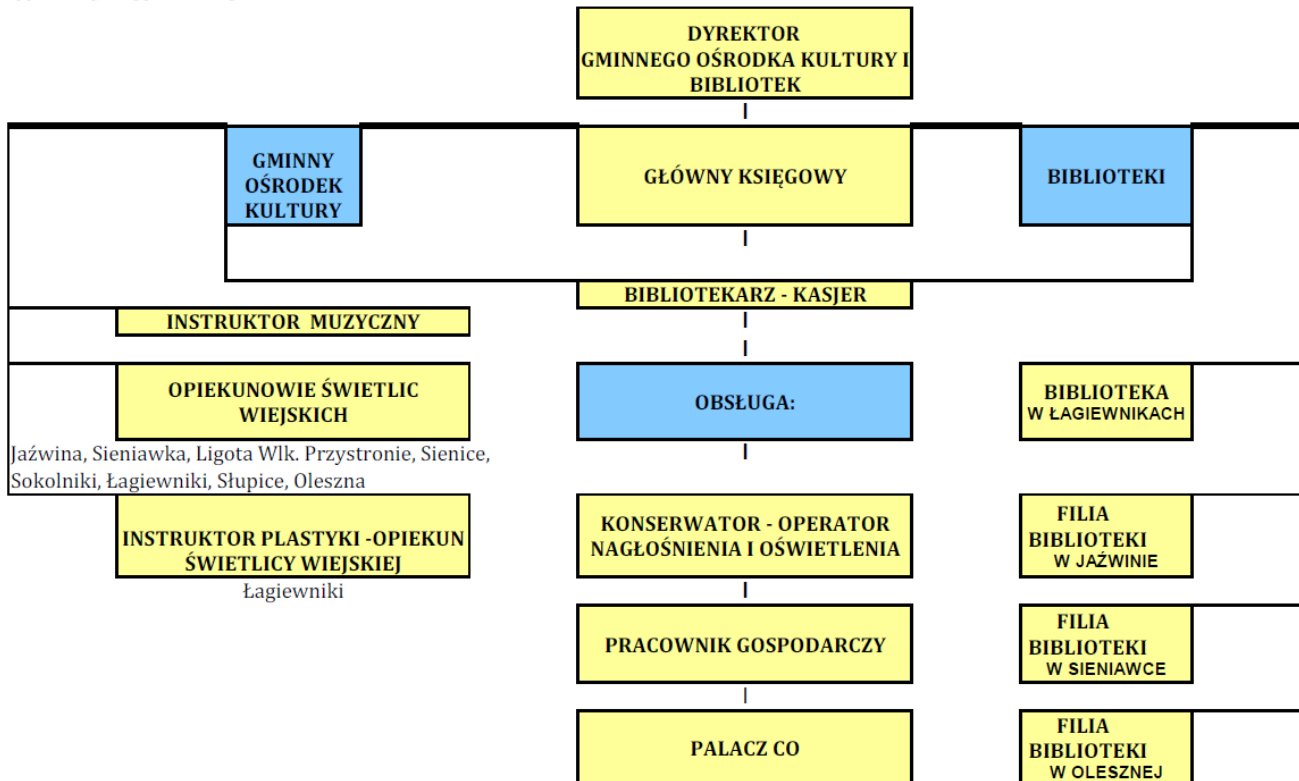 DYREKTOR
GMINNEGO OŚRODKA KULTURY I
BIBLIOTEK
GMINNY
OŚRODEK
KULTURY
GŁÓWNY KSIĘGOWY
BIBLIOTEKI
BIBLIOTEKARZ - KASJER
INSTRUKTOR MUZYCZNY
OPIEKUNOWIE ŚWIETLIC
WIEJSKICH
OBSŁUGA:
BIBLIOTEKA
W ŁAGIEWNIKACH
Jaźwina, Sieniawka, Ligota Wlk. Przystronie, Sienice,
Sokolniki, Łagiewniki, Słupice, Oleszna
INSTRUKTOR PLASTYKI -OPIEKUN
ŚWIETLICY WIEJSKIEJ
Łagiewniki
KONSERWATOR - OPERATOR
NAGŁOŚNIENIA I OŚWIETLENIA
FILIA
BIBLIOTEKI
W JAŹWINIE
PRACOWNIK GOSPODARCZY
FILIA
BIBLIOTEKI
W SIENIAWCE
PALACZ CO
FILIA
BIBLIOTEKI
W OLESZNEJ